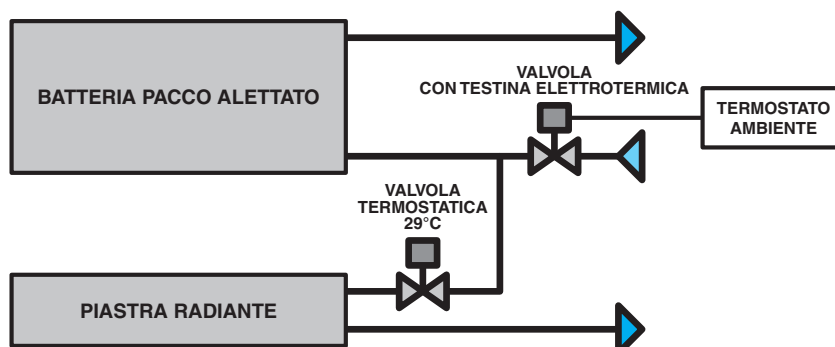 BATTERIA PACCO ALETTATO
VALVOLA
CON TESTINA ELETTROTERMICA
TERMOSTATO
AMBIENTE
VALVOLA
TERMOSTATICA
29°C
PIASTRA RADIANTE